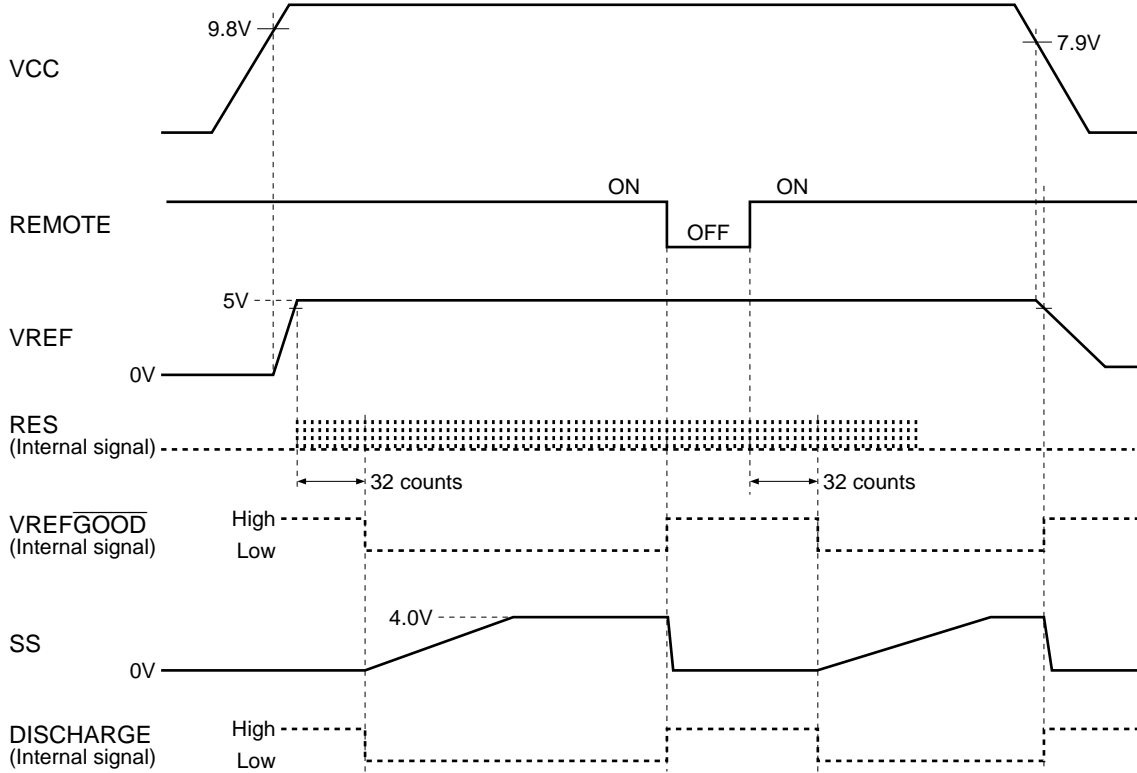 9.8V
7.9V
VCC
ON
ON
REMOTE
OFF
5V
VREF
0V
RES
(Internal signal)
32 counts
32 counts
VREFGOOD
(Internal signal)
High
Low
4.0V
SS
0V
DISCHARGE
(Internal signal)
High
Low